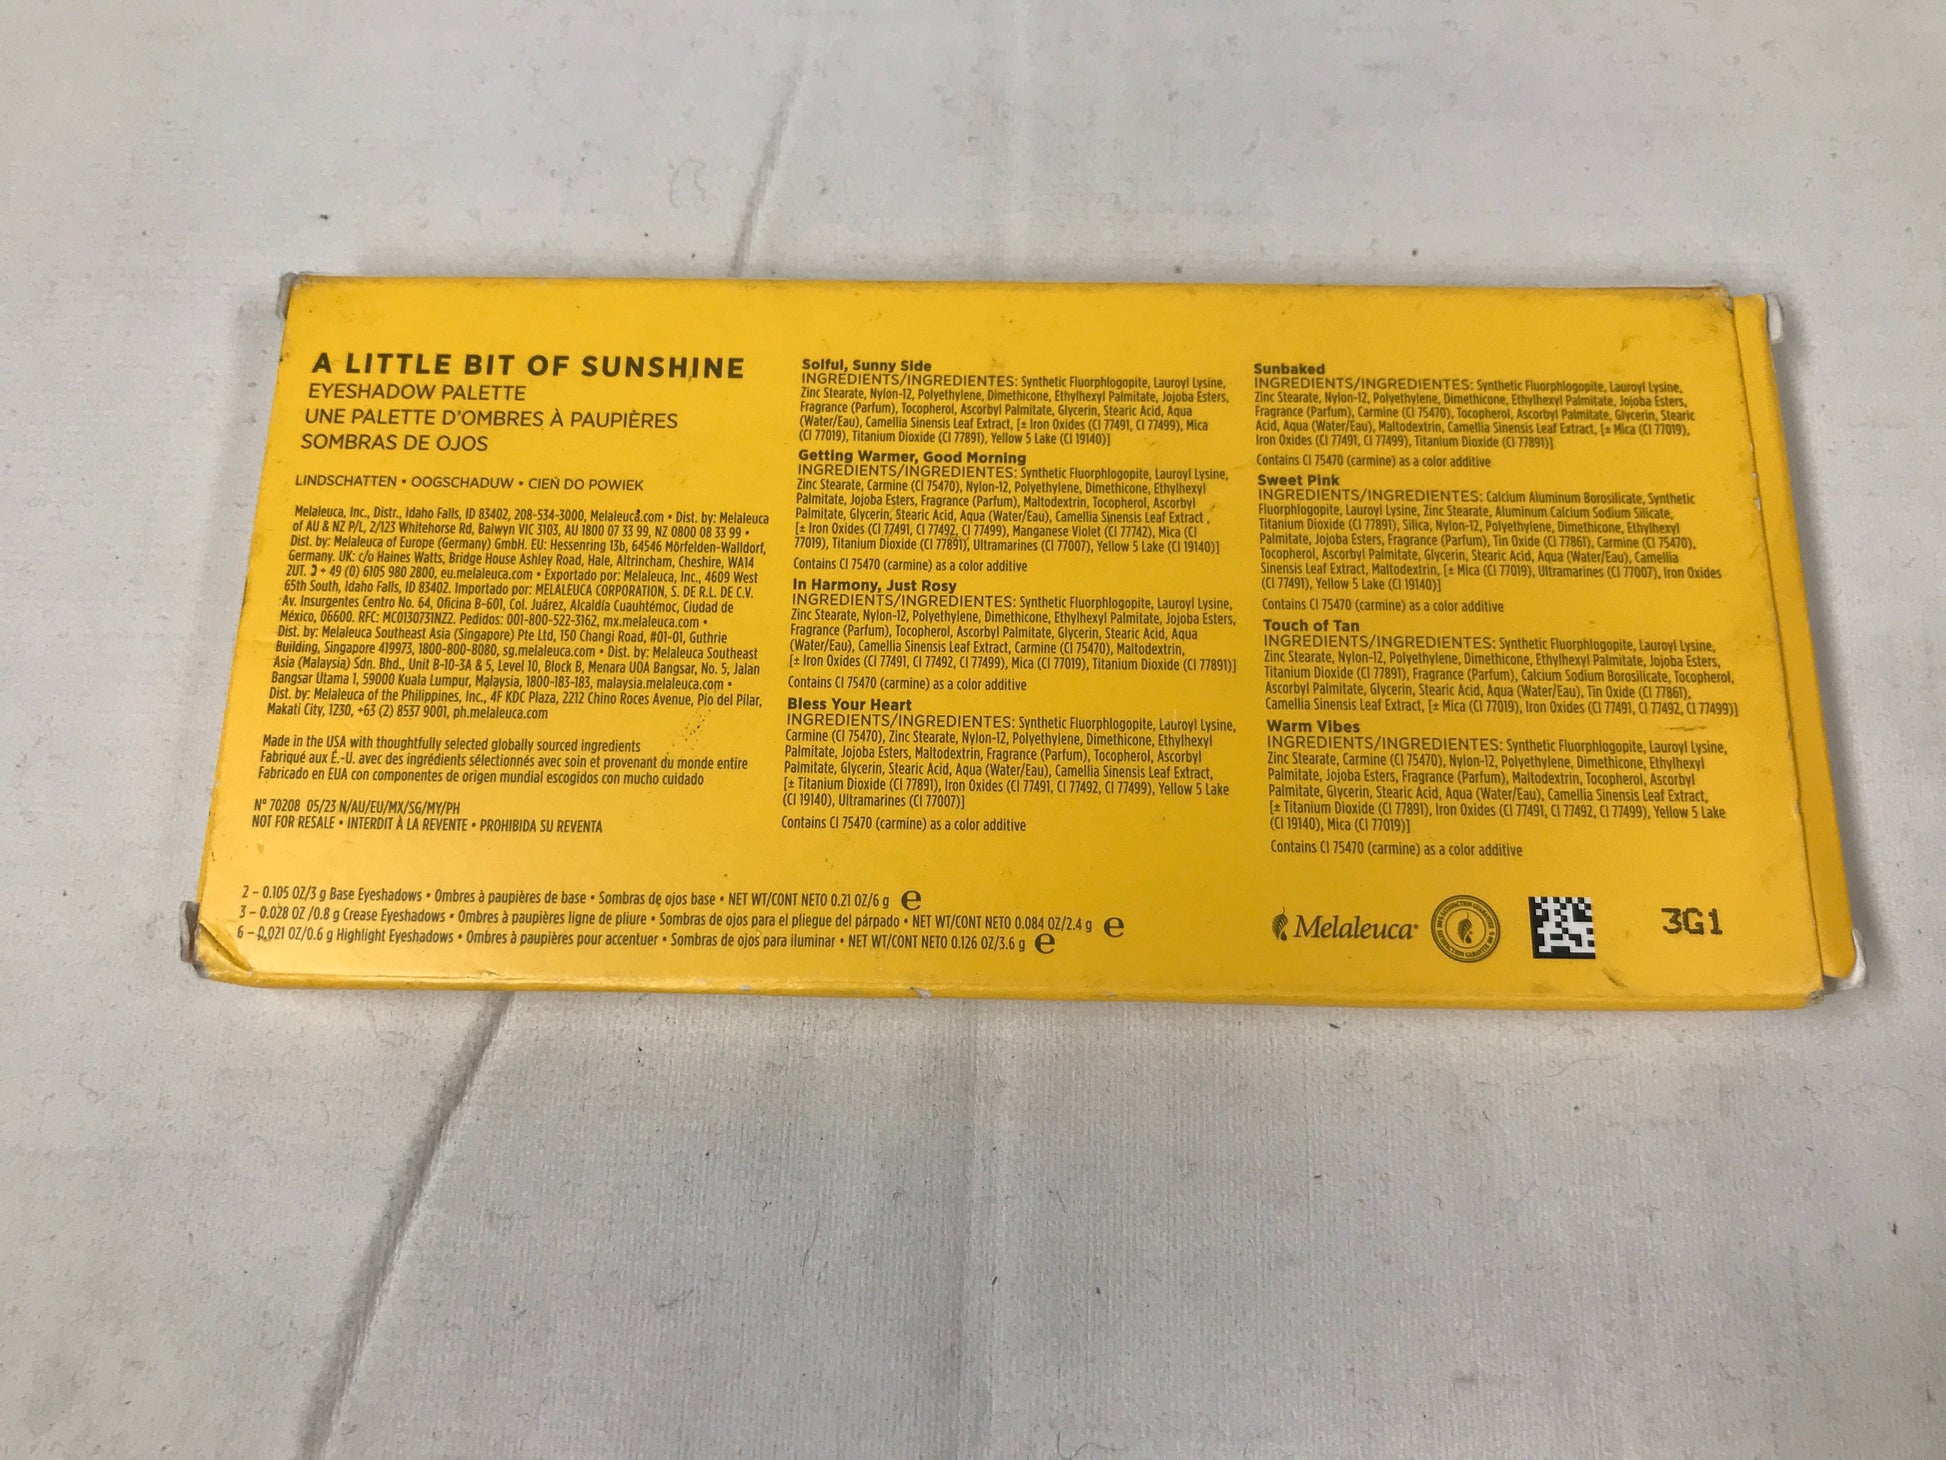 A LITTLE BIT OF SUNSHINE
EYESHADOW PALETTE
UNE PALETTE D'OMBRES À PAUPIÈRES
SOMBRAS DE OJOS
LINDSCHATTEN • OOGSCHADUW • CIEŃ DO POWIEK
Melaleuca, Inc., Distr., Idaho Falls, ID 83402, 208-534-3000, Melaleuca.com • Dist. by: Melaleuca
of AU & NZ P/L, 2/123 Whitehorse Rd, Balwyn VIC 3103, AU 1800 07 33 99, NZ 0800 08 33 99 •
Dist. by: Melaleuca of Europe (Germany) GmbH. EU: Hessenring 13b, 64546 Mörfelden-Walldorf,
Germany. UK: c/o Haines Watts, Bridge House Ashley Road, Hale, Altrincham, Cheshire, WA14
2UT. + 49 (0) 6105 980 2800, eu.melaleuca.com • Exportado por: Melaleuca, Inc., 4609 West
65th South, Idaho Falls, ID 83402. Importado por: MELALEUCA CORPORATION, S. DE R.L. DE C.V.
Av. Insurgentes Centro No. 64, Oficina B-601, Col. Juárez, Alcaldía Cuauhtémoc, Ciudad de
México, 06600. RFC: MCO130731NZ2. Pedidos: 001-800-522-3162, mx.melaleuca.com •
Dist. by: Melaleuca Southeast Asia (Singapore) Pte Ltd, 150 Changi Road, #01-01, Guthrie
Building, Singapore 419973, 1800-800-8080, sg.melaleuca.com • Dist. by: Melaleuca Southeast
Asia (Malaysia) Sdn. Bhd., Unit B-10-3A & 5, Level 10, Block B, Menara UOA Bangsar, No. 5, Jalan
Bangsar Utama 1, 59000 Kuala Lumpur, Malaysia, 1800-183-183, malaysia.melaleuca.com •
Dist. by: Melaleuca of the Philippines, Inc., 4F KDC Plaza, 2212 Chino Roces Avenue, Pio del Pilar,
Makati City, 1230, +63 (2) 8537 9001, ph.melaleuca.com
Made in the USA with thoughtfully selected globally sourced ingredients
Fabriqué aux É.-U. avec des ingrédients sélectionnés avec soin et provenant du monde entire
Fabricado en EUA con componentes de origen mundial escogidos con mucho cuidado
Nº 70208 05/23 N/AU/EU/MX/SG/MY/PH
NOT FOR RESALE • INTERDIT À LA REVENTE • PROHIBIDA SU REVENTA
2 – 0.105 OZ/3 g Base Eyeshadows • Ombres à paupières de base • Sombras de ojos base • NET WT/CONT NETO 0.21 OZ/6 g ℮
3 – 0.028 OZ /0.8 g Crease Eyeshadows • Ombres à paupières ligne de pliure • Sombras de ojos para el pliegue del párpado • NET WT/CONT NETO 0.084 OZ/2.4 g ℮
6 – 0.021 OZ/0.6 g Highlight Eyeshadows • Ombres à paupières pour accentuer • Sombras de ojos para iluminar • NET WT/CONT NETO 0.126 OZ/3.6 g ℮
Solful, Sunny Side
INGREDIENTS/INGREDIENTES: Synthetic Fluorphlogopite, Lauroyl Lysine,
Zinc Stearate, Nylon-12, Polyethylene, Dimethicone, Ethylhexyl Palmitate, Jojoba Esters,
Fragrance (Parfum), Tocopherol, Ascorbyl Palmitate, Glycerin, Stearic Acid, Aqua
(Water/Eau), Camellia Sinensis Leaf Extract, [± Iron Oxides (CI 77491, CI 77499), Mica
(CI 77019), Titanium Dioxide (CI 77891), Yellow 5 Lake (CI 19140)]
Getting Warmer, Good Morning
INGREDIENTS/INGREDIENTES: Synthetic Fluorphlogopite, Lauroyl Lysine,
Zinc Stearate, Carmine (CI 75470), Nylon-12, Polyethylene, Dimethicone, Ethylhexyl
Palmitate, Jojoba Esters, Fragrance (Parfum), Maltodextrin, Tocopherol, Ascorbyl
Palmitate, Glycerin, Stearic Acid, Aqua (Water/Eau), Camellia Sinensis Leaf Extract ,
[± Iron Oxides (CI 77491, CI 77492, CI 77499), Manganese Violet (CI 77742), Mica (CI
77019), Titanium Dioxide (CI 77891), Ultramarines (CI 77007), Yellow 5 Lake (CI 19140)]
Contains CI 75470 (carmine) as a color additive
In Harmony, Just Rosy
INGREDIENTS/INGREDIENTES: Synthetic Fluorphlogopite, Lauroyl Lysine,
Zinc Stearate, Nylon-12, Polyethylene, Dimethicone, Ethylhexyl Palmitate, Jojoba Esters,
Fragrance (Parfum), Tocopherol, Ascorbyl Palmitate, Glycerin, Stearic Acid, Aqua
(Water/Eau), Camellia Sinensis Leaf Extract, Carmine (CI 75470), Maltodextrin,
[± Iron Oxides (CI 77491, CI 77492, CI 77499), Mica (CI 77019), Titanium Dioxide (CI 77891)]
Contains CI 75470 (carmine) as a color additive
Bless Your Heart
INGREDIENTS/INGREDIENTES: Synthetic Fluorphlogopite, Lauroyl Lysine,
Carmine (CI 75470), Zinc Stearate, Nylon-12, Polyethylene, Dimethicone, Ethylhexyl
Palmitate, Jojoba Esters, Maltodextrin, Fragrance (Parfum), Tocopherol, Ascorbyl
Palmitate, Glycerin, Stearic Acid, Aqua (Water/Eau), Camellia Sinensis Leaf Extract,
[± Titanium Dioxide (CI 77891), Iron Oxides (CI 77491, CI 77492, CI 77499), Yellow 5 Lake
(CI 19140), Ultramarines (CI 77007)]
Contains CI 75470 (carmine) as a color additive
Sunbaked
INGREDIENTS/INGREDIENTES: Synthetic Fluorphlogopite, Lauroyl Lysine,
Zinc Stearate, Nylon-12, Polyethylene, Dimethicone, Ethylhexyl Palmitate, Jojoba Esters,
Fragrance (Parfum), Carmine (CI 75470), Tocopherol, Ascorbyl Palmitate, Glycerin, Stearic
Acid, Aqua (Water/Eau), Maltodextrin, Camellia Sinensis Leaf Extract, [± Mica (CI 77019),
Iron Oxides (CI 77491, CI 77499), Titanium Dioxide (CI 77891)]
Contains CI 75470 (carmine) as a color additive
Sweet Pink
INGREDIENTS/INGREDIENTES: Calcium Aluminum Borosilicate, Synthetic
Fluorphlogopite, Lauroyl Lysine, Zinc Stearate, Aluminum Calcium Sodium Silicate,
Titanium Dioxide (CI 77891), Silica, Nylon-12, Polyethylene, Dimethicone, Ethylhexyl
Palmitate, Jojoba Esters, Fragrance (Parfum), Tin Oxide (CI 77861), Carmine (CI 75470),
Tocopherol, Ascorbyl Palmitate, Glycerin, Stearic Acid, Aqua (Water/Eau), Camellia
Sinensis Leaf Extract, Maltodextrin, [± Mica (CI 77019), Ultramarines (CI 77007), Iron Oxides
(CI 77491), Yellow 5 Lake (CI 19140)]
Contains CI 75470 (carmine) as a color additive
Touch of Tan
INGREDIENTS/INGREDIENTES: Synthetic Fluorphlogopite, Lauroyl Lysine,
Zinc Stearate, Nylon-12, Polyethylene, Dimethicone, Ethylhexyl Palmitate, Jojoba Esters,
Titanium Dioxide (CI 77891), Fragrance (Parfum), Calcium Sodium Borosilicate, Tocopherol,
Ascorbyl Palmitate, Glycerin, Stearic Acid, Aqua (Water/Eau), Tin Oxide (CI 77861),
Camellia Sinensis Leaf Extract, [± Mica (CI 77019), Iron Oxides (CI 77491, CI 77492, CI 77499)]
Warm Vibes
INGREDIENTS/INGREDIENTES: Synthetic Fluorphlogopite, Lauroyl Lysine,
Zinc Stearate, Carmine (CI 75470), Nylon-12, Polyethylene, Dimethicone, Ethylhexyl
Palmitate, Jojoba Esters, Fragrance (Parfum), Maltodextrin, Tocopherol, Ascorbyl
Palmitate, Glycerin, Stearic Acid, Aqua (Water/Eau), Camellia Sinensis Leaf Extract,
[± Titanium Dioxide (CI 77891), Iron Oxides (CI 77491, CI 77492, CI 77499), Yellow 5 Lake
(CI 19140), Mica (CI 77019)]
Contains CI 75470 (carmine) as a color additive
Melaleuca
3G1